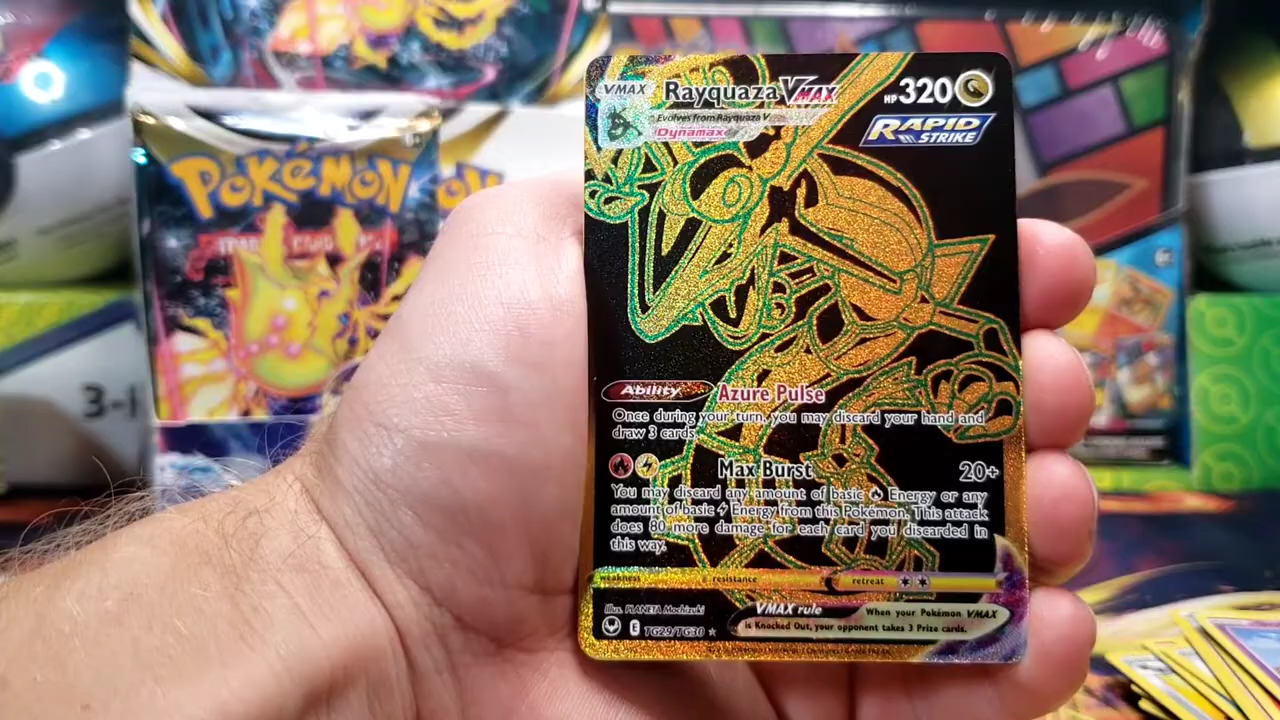 POKÉMON
ON
3-
VMAX Rayquaza VMAX HP 320
Evolves from Rayquaza V
Dynamax
RAPID
STRIKE
Ability Azure Pulse
Once during your turn, you may discard your hand and
draw 3 cards.
Max Burst 20+
You may discard any amount of basic Energy or any
amount of basic Energy from this Pokémon. This attack
does 80 more damage for each card you discarded in
this way.
weakness resistance retreat
Illus. PLANETA Mochizuki
VMAX rule When your Pokémon VMAX
is Knocked Out, your opponent takes 3 Prize cards.
E TG29/TG30